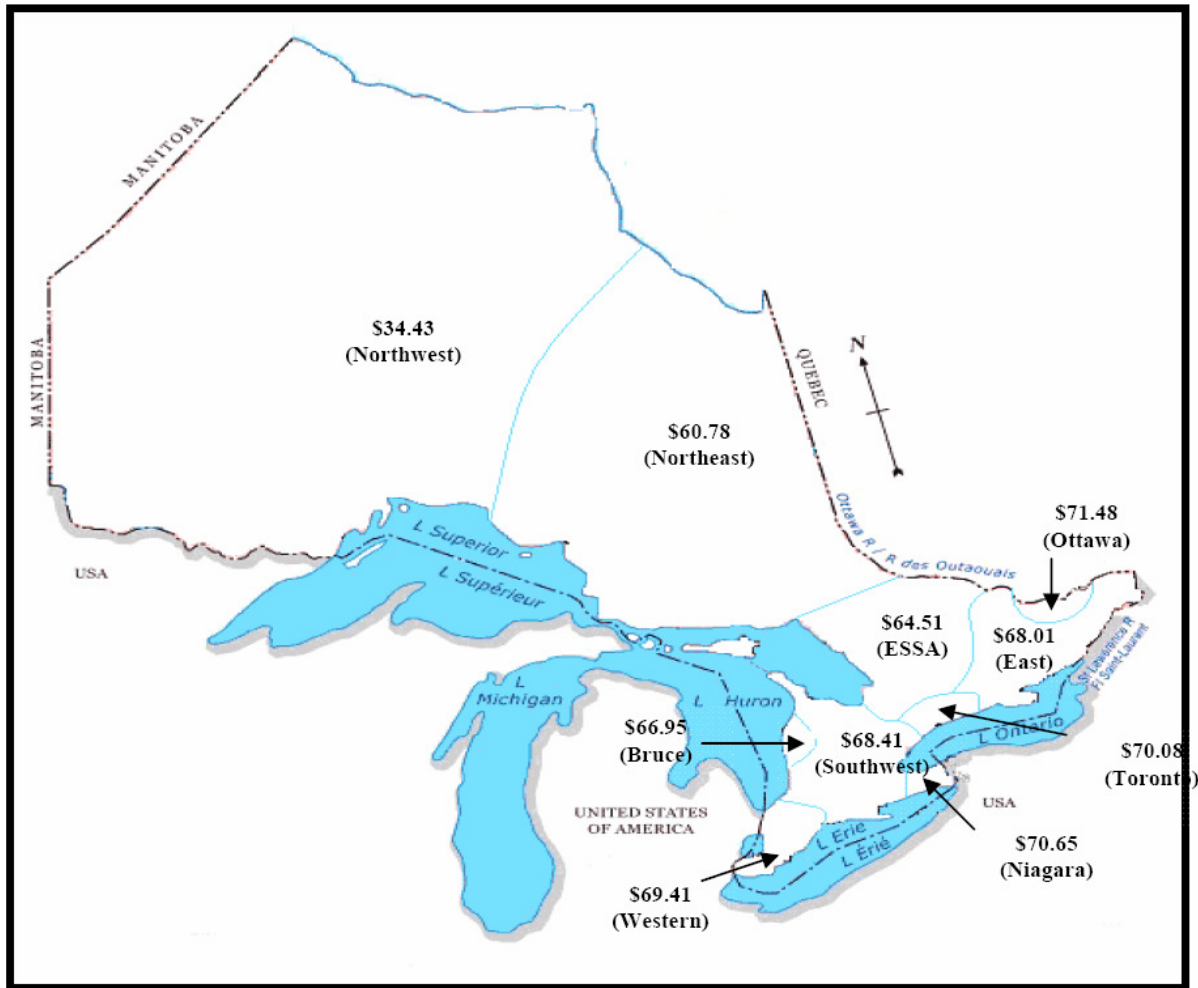 MANITOBA
MANITOBA
$34.43
(Northwest)
QUEBEC
N
$60.78
(Northeast)
Ottawa R / R des Outaouais
$71.48
(Ottawa)
L Superior
L Supérieur
USA
$64.51
(ESSA)
$68.01
(East)
St Lawrence R
Fl Saint-Laurent
L
Michigan
L Huron
$66.95
(Bruce)
$68.41
(Southwest)
L Ontario
$70.08
(Toronto)
UNITED STATES
OF AMERICA
USA
L Erie
L Érié
$70.65
(Niagara)
$69.41
(Western)